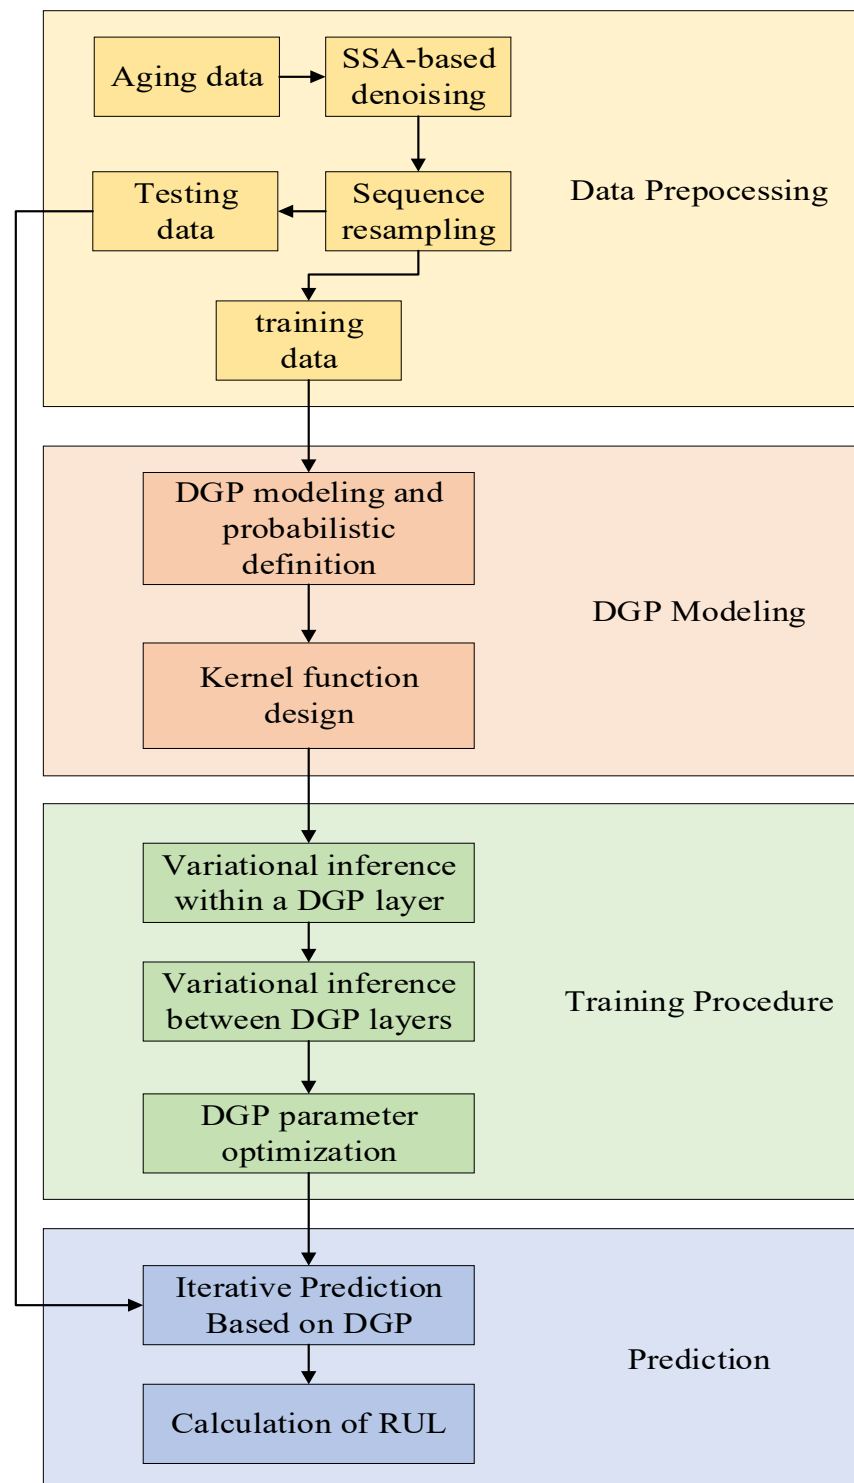 Aging data
SSA-based
denoising
Testing
data
Sequence
resampling
Data Prepocessing
training
data
DGP modeling and
probabilistic
definition
DGP Modeling
Kernel function
design
Variational inference
within a DGP layer
Variational inference
between DGP layers
Training Procedure
DGP parameter
optimization
Iterative Prediction
Based on DGP
Prediction
Calculation of RUL